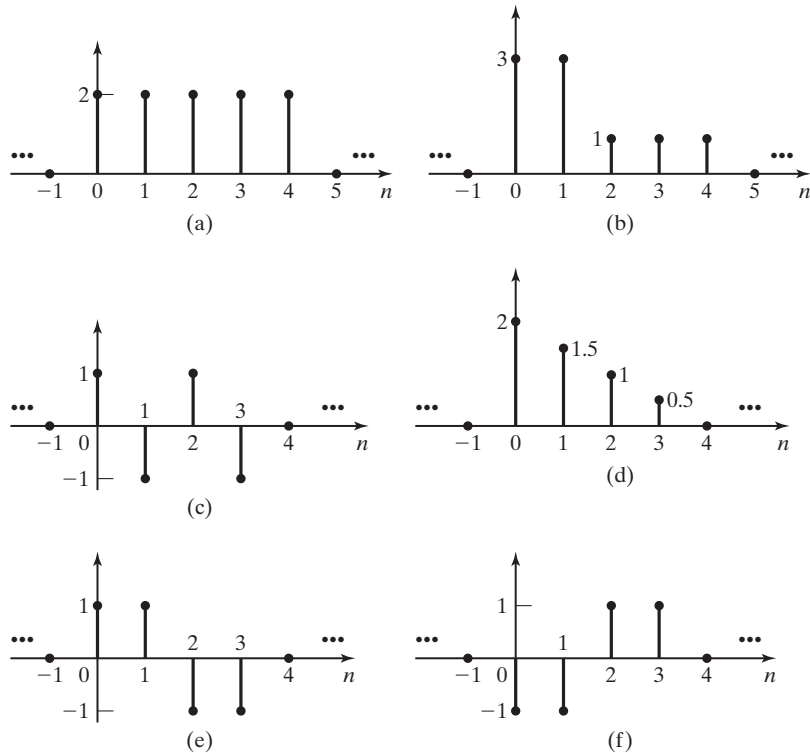 2
••• •••
−1 0 1 2 3 4 5 n
(a)
3
1
••• •••
−1 0 1 2 3 4 5 n
(b)
1
1 3
••• •••
−1 0 2 4 n
−1
(c)
2
1.5
1
0.5
••• •••
−1 0 1 2 3 4 n
(d)
1
2 3
••• •••
−1 0 1 4 n
−1
(e)
1
1
••• •••
−1 0 2 3 4 n
−1
(f)